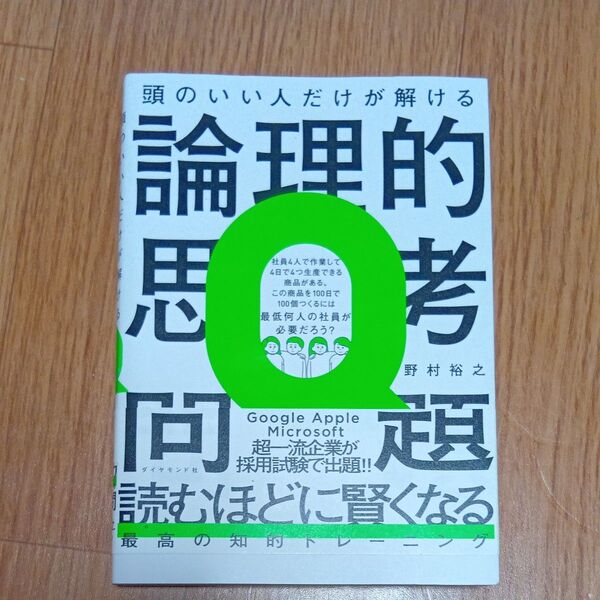 頭のいい人だけが解ける
論理的
思考
社員4人で作業して
4日で4つ生産できる
商品がある。
この商品を100日で
100個つくるには
最低何人の社員が
必要だろう?
野村裕之
問題
Google Apple
Microsoft
超一流企業が
採用試験で出題!!
ダイヤモンド社
読むほどに賢くなる
最高の知的トレーニング